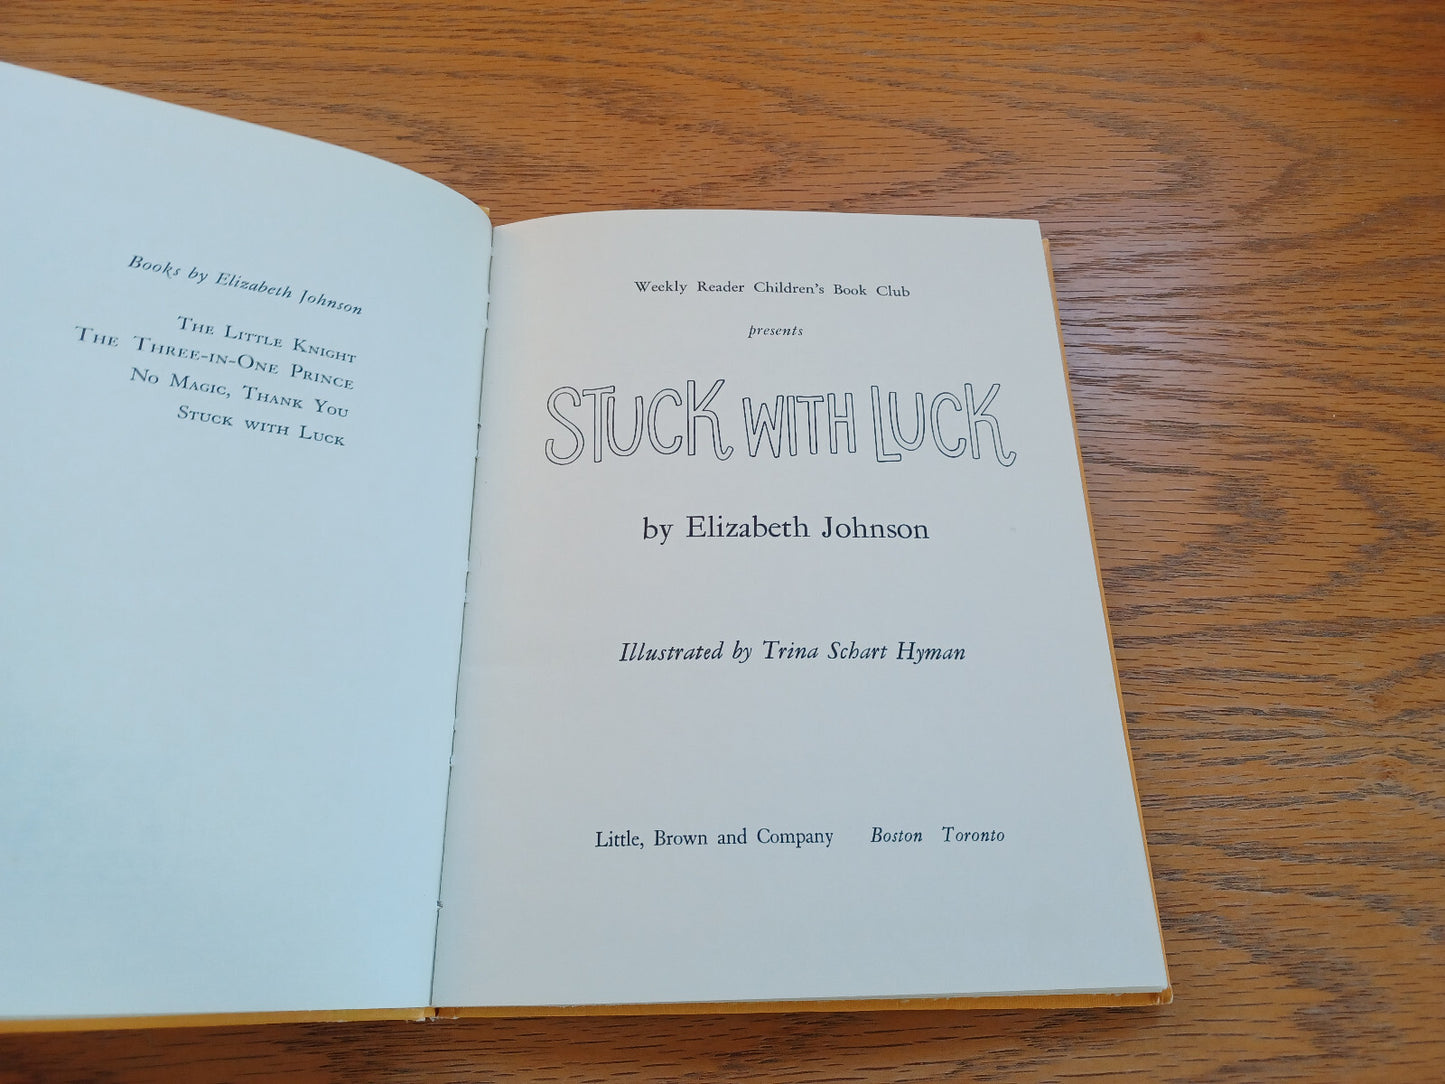 Books by Elizabeth Johnson
The Little Knight
The Three-in-One Prince
No Magic, Thank You
Stuck with Luck
Weekly Reader Children's Book Club
presents
STUCK WITH LUCK
by Elizabeth Johnson
Illustrated by Trina Schart Hyman
Little, Brown and Company Boston Toronto